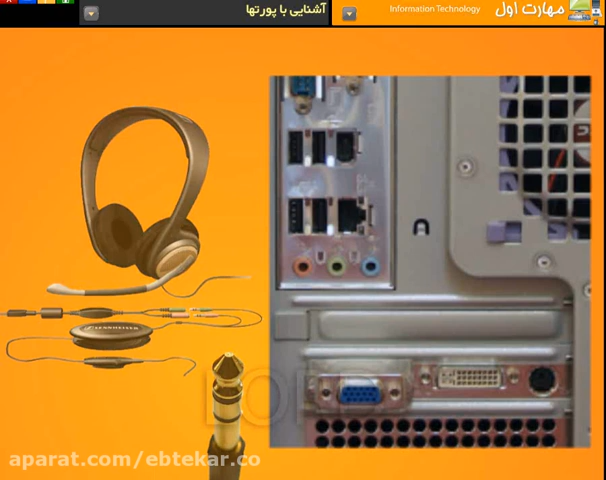 مهارت اول
Information Technology
آشنایی با پورتها
aparat.com/ebtekar.co